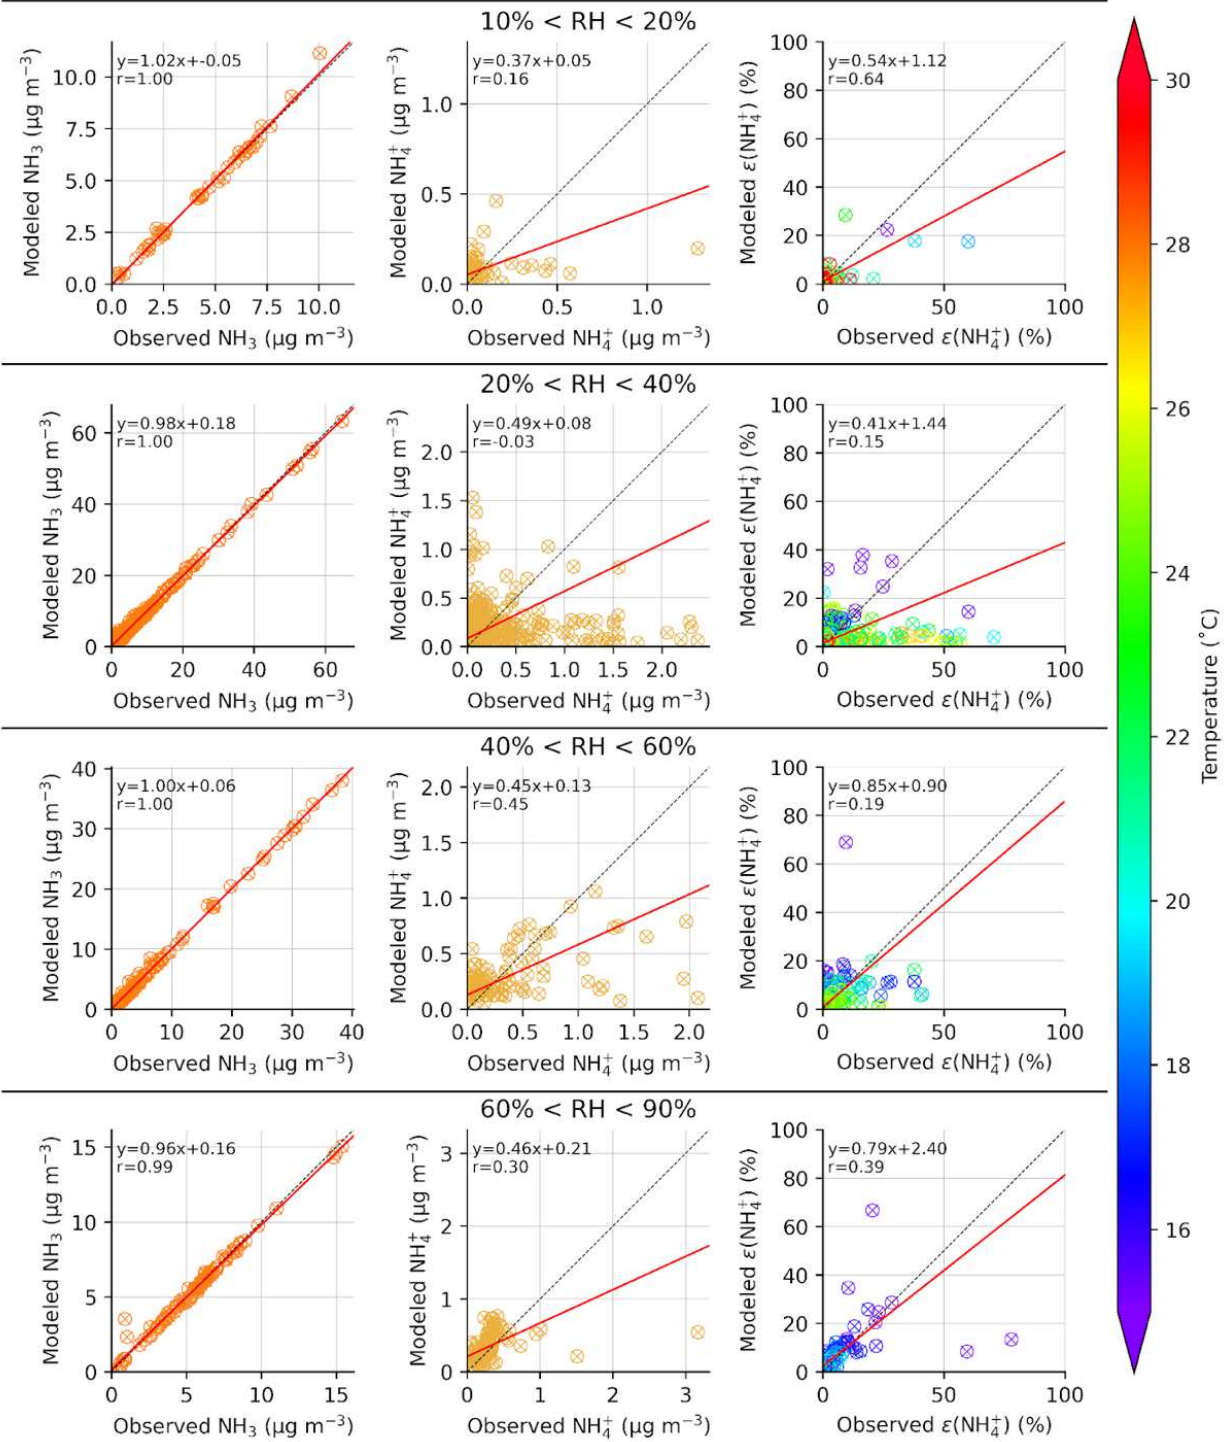 10% < RH < 20%
y=1.02x+-0.05
r=1.00
Modeled NH₃ (μg m⁻³)
10.0
7.5
5.0
2.5
0.0
0.0 2.5 5.0 7.5 10.0
Observed NH₃ (μg m⁻³)
y=0.37x+0.05
r=0.16
Modeled NH₄⁺ (μg m⁻³)
1.0
0.5
0.0
0.0 0.5 1.0
Observed NH₄⁺ (μg m⁻³)
y=0.54x+1.12
r=0.64
Modeled ε(NH₄⁺) (%)
100
80
60
40
20
0
0 50 100
Observed ε(NH₄⁺) (%)
20% < RH < 40%
y=0.98x+0.18
r=1.00
Modeled NH₃ (μg m⁻³)
60
40
20
0
0 20 40 60
Observed NH₃ (μg m⁻³)
y=0.49x+0.08
r=-0.03
Modeled NH₄⁺ (μg m⁻³)
2.0
1.5
1.0
0.5
0.0
0.0 0.5 1.0 1.5 2.0
Observed NH₄⁺ (μg m⁻³)
y=0.41x+1.44
r=0.15
Modeled ε(NH₄⁺) (%)
100
80
60
40
20
0
0 50 100
Observed ε(NH₄⁺) (%)
40% < RH < 60%
y=1.00x+0.06
r=1.00
Modeled NH₃ (μg m⁻³)
40
30
20
10
0
0 10 20 30 40
Observed NH₃ (μg m⁻³)
y=0.45x+0.13
r=0.45
Modeled NH₄⁺ (μg m⁻³)
2.0
1.5
1.0
0.5
0.0
0.0 0.5 1.0 1.5 2.0
Observed NH₄⁺ (μg m⁻³)
y=0.85x+0.90
r=0.19
Modeled ε(NH₄⁺) (%)
100
80
60
40
20
0
0 50 100
Observed ε(NH₄⁺) (%)
60% < RH < 90%
y=0.96x+0.16
r=0.99
Modeled NH₃ (μg m⁻³)
15
10
5
0
0 5 10 15
Observed NH₃ (μg m⁻³)
y=0.46x+0.21
r=0.30
Modeled NH₄⁺ (μg m⁻³)
3
2
1
0
0 1 2 3
Observed NH₄⁺ (μg m⁻³)
y=0.79x+2.40
r=0.39
Modeled ε(NH₄⁺) (%)
100
80
60
40
20
0
0 50 100
Observed ε(NH₄⁺) (%)
30
28
26
24
22
20
18
16
Temperature (˚C)